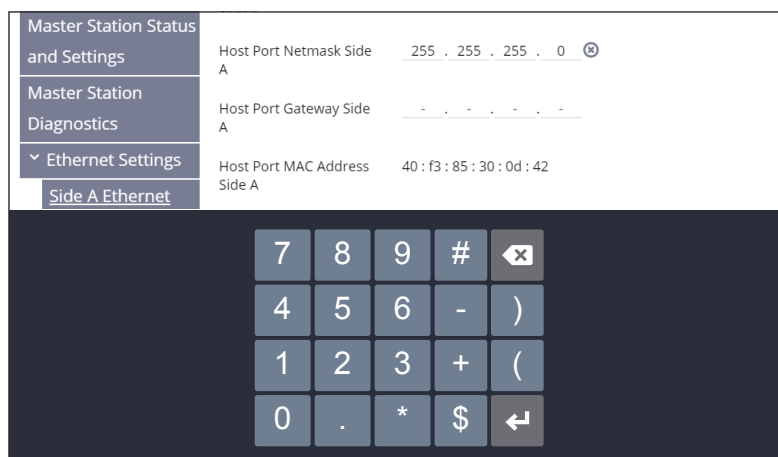 Master Station Status
and Settings
Host Port Netmask Side
A
255 . 255 . 255 . 0
Master Station
Diagnostics
Host Port Gateway Side
A
- . - . - . -
Ethernet Settings
Host Port MAC Address
Side A
40 : f3 : 85 : 30 : 0d : 42
Side A Ethernet
7 8 9 #
4 5 6 - )
1 2 3 + (
0 . * $